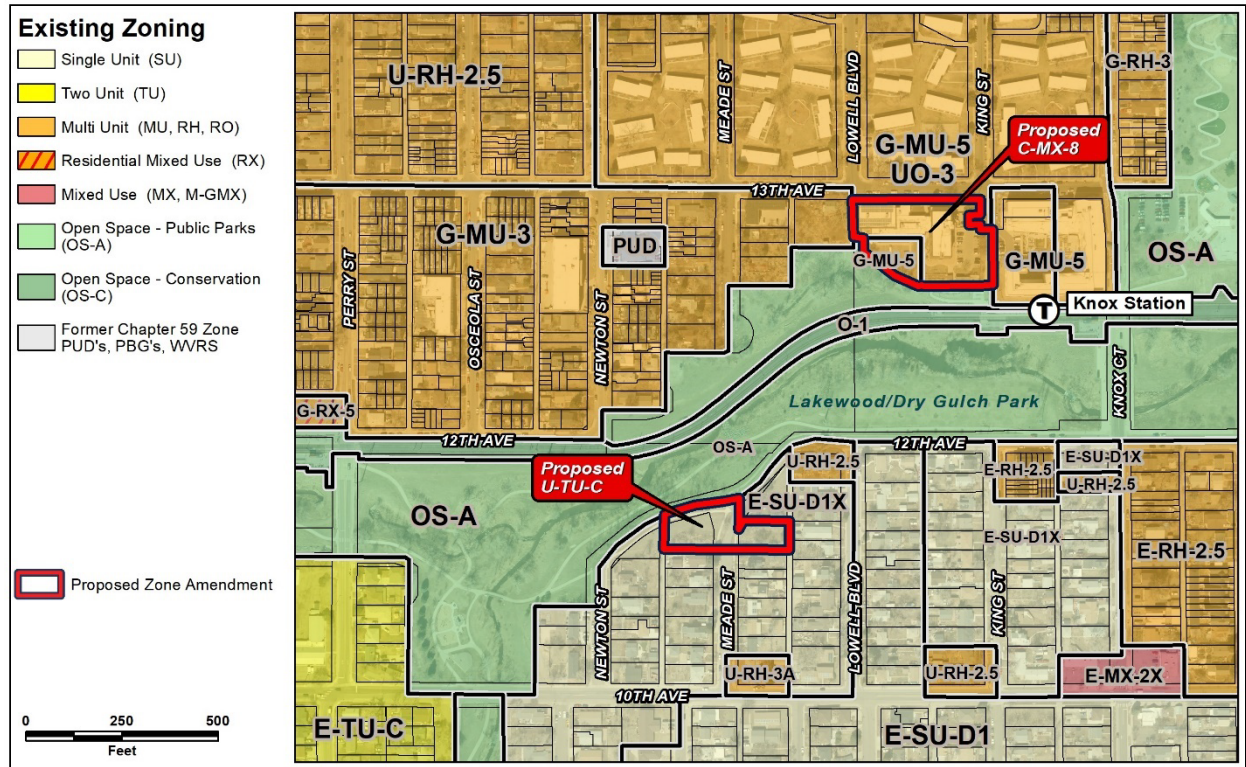 Existing Zoning
Single Unit (SU)
Two Unit (TU)
Multi Unit (MU, RH, RO)
Residential Mixed Use (RX)
Mixed Use (MX, M-GMX)
Open Space - Public Parks
(OS-A)
Open Space - Conservation
(OS-C)
Former Chapter 59 Zone
PUD's, PBG's, WVRS
Proposed Zone Amendment
0 250 500
Feet
U-RH-2.5
MEADE ST
LOWELL BLVD
KING ST
G-RH-3
Proposed
C-MX-8
G-MU-5
UO-3
13TH AVE
G-MU-3
PUD
G-MU-5
G-MU-5
OS-A
PERRY ST
OSCEOLA ST
NEWTON ST
T
Knox Station
O-1
Lakewood/Dry Gulch Park
KNOX CT
G-RX-5
12TH AVE
OS-A
12TH AVE
Proposed
U-TU-C
U-RH-2.5
E-RH-2.5
E-SU-D1X
U-RH-2.5
E-SU-D1X
OS-A
E-SU-D1X
E-RH-2.5
NEWTON ST
MEADE ST
LOWELL BLVD
KING ST
U-RH-3A
U-RH-2.5
E-MX-2X
10TH AVE
E-TU-C
E-SU-D1